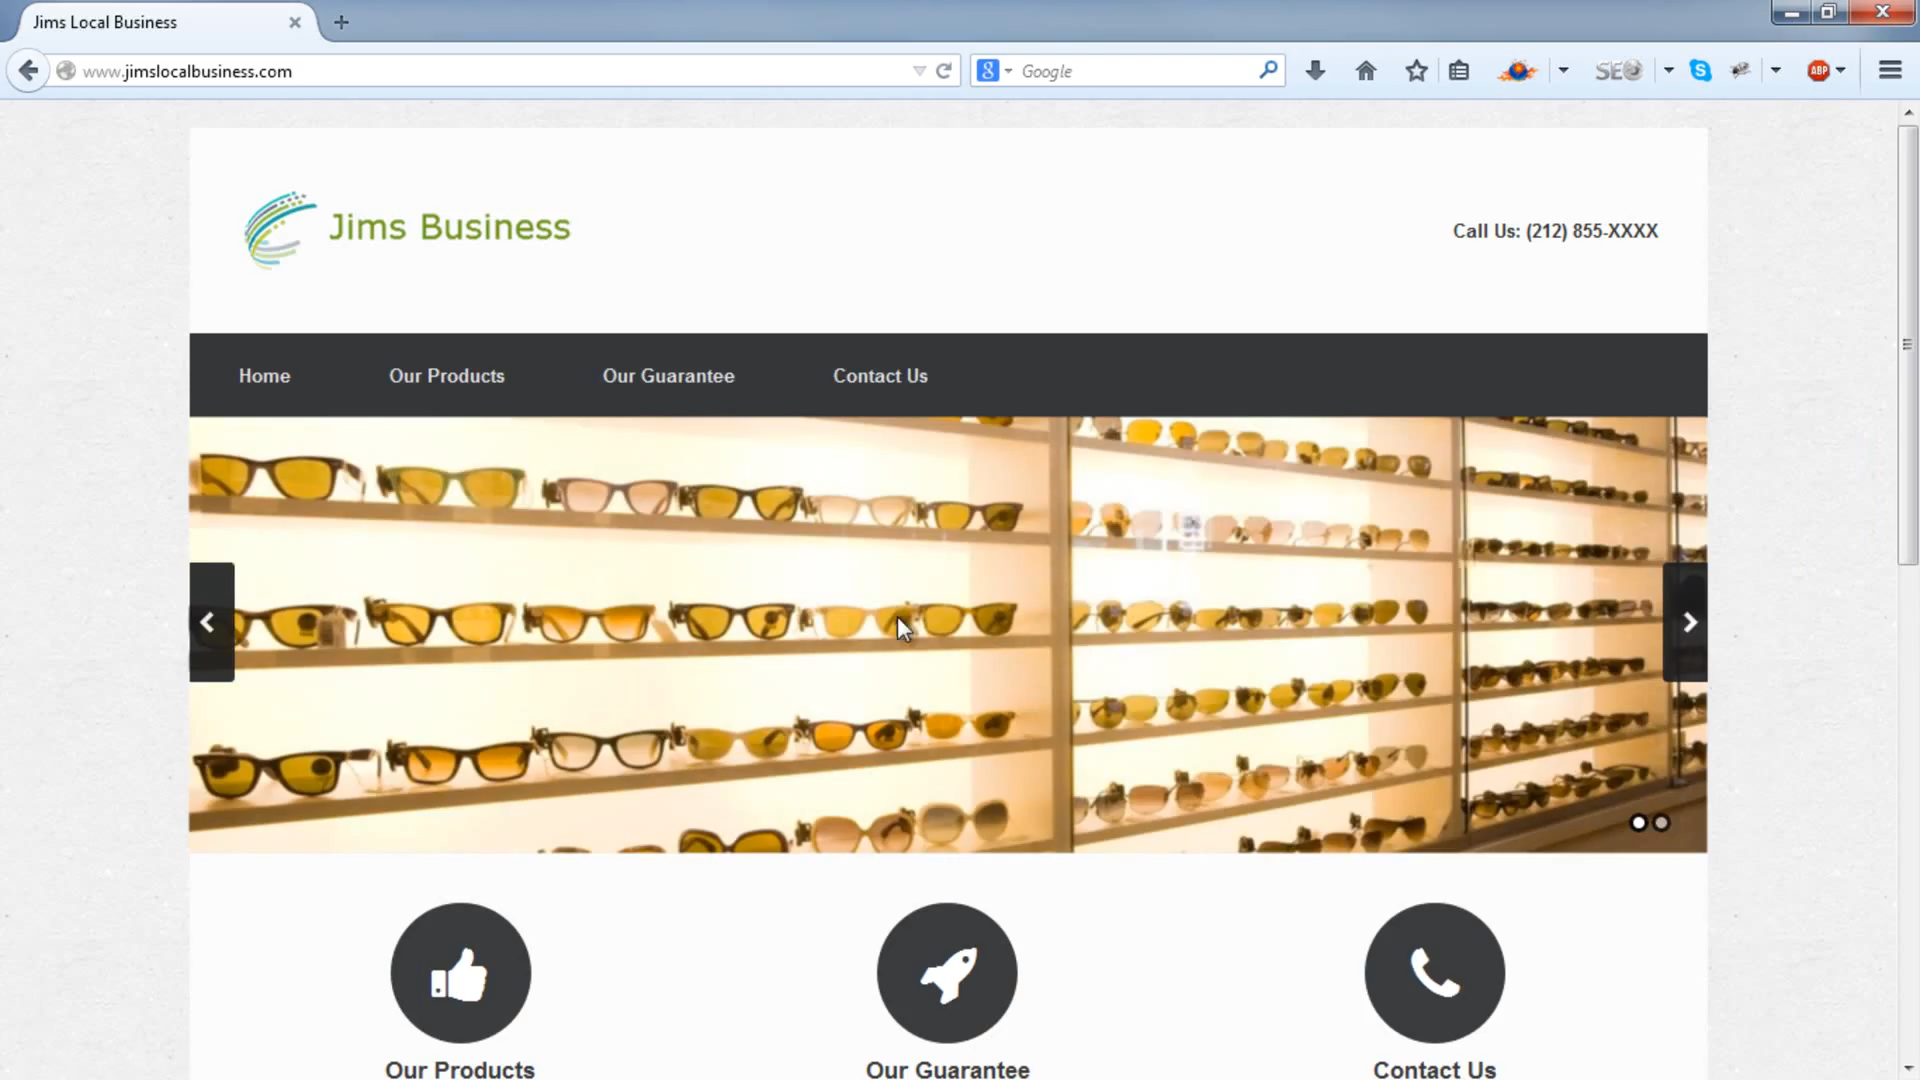 Jims Local Business
www.jimslocalbusiness.com
Google
SEO
ABP
Jims Business
Call Us: (212) 855-XXXX
Home
Our Products
Our Guarantee
Contact Us
Our Products
Our Guarantee
Contact Us